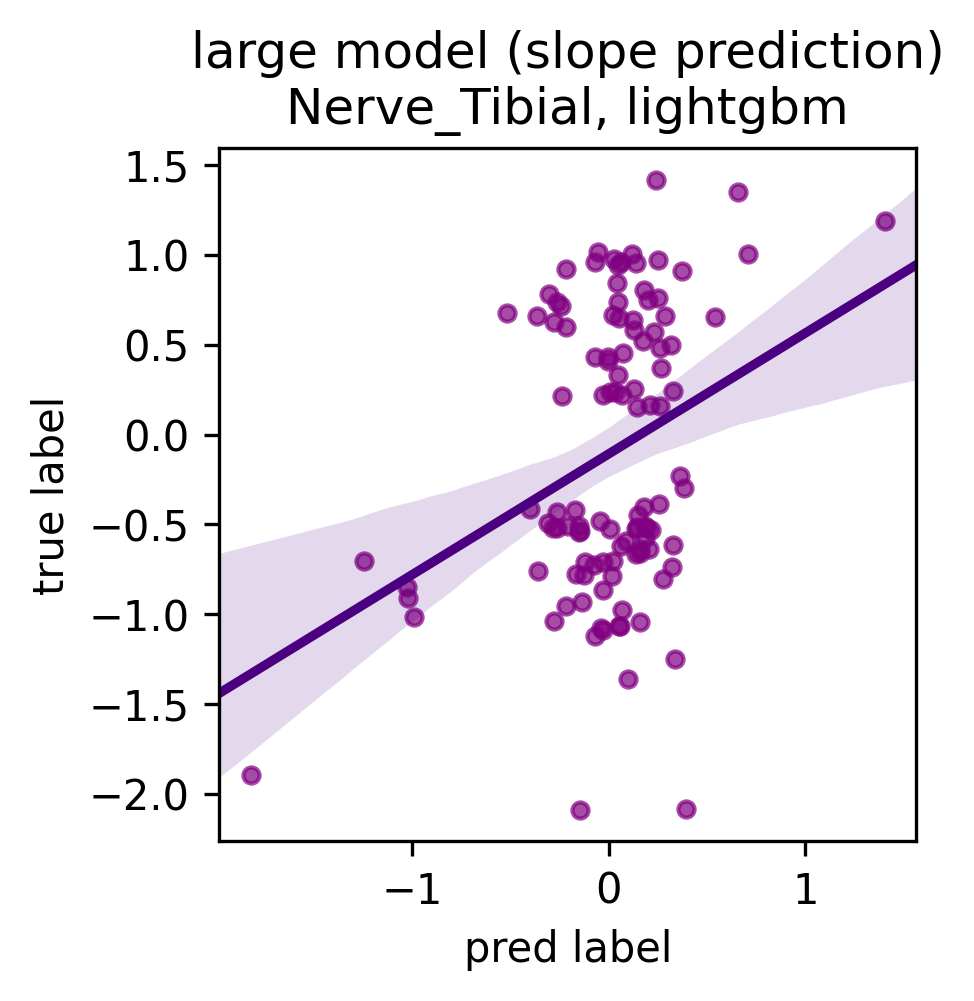 large model (slope prediction)
Nerve_Tibial, lightgbm
1.5
1.0
0.5
0.0
−0.5
−1.0
−1.5
−2.0
true label
−1
0
1
pred label